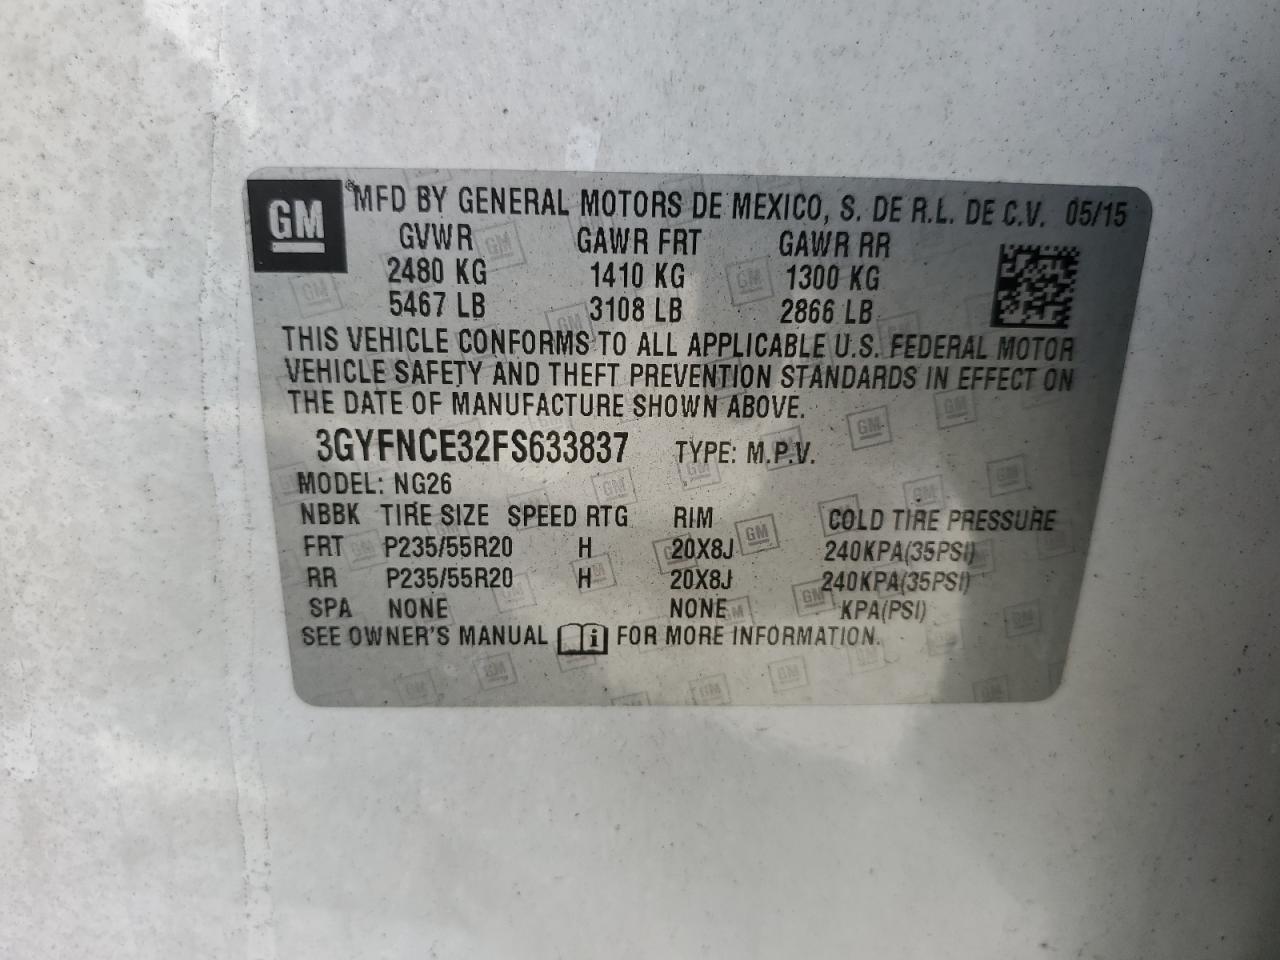 GM ® MFD BY GENERAL MOTORS DE MEXICO, S. DE R.L. DE C.V. 05/15
GVWR GAWR FRT GAWR RR
2480 KG 1410 KG 1300 KG
5467 LB 3108 LB 2866 LB
THIS VEHICLE CONFORMS TO ALL APPLICABLE U.S. FEDERAL MOTOR
VEHICLE SAFETY AND THEFT PREVENTION STANDARDS IN EFFECT ON
THE DATE OF MANUFACTURE SHOWN ABOVE.
3GYFNCE32FS633837 TYPE: M.P.V.
MODEL: NG26
NBBK TIRE SIZE SPEED RTG RIM COLD TIRE PRESSURE
FRT P235/55R20 H 20X8J 240KPA(35PSI)
RR P235/55R20 H 20X8J 240KPA(35PSI)
SPA NONE NONE KPA(PSI)
SEE OWNER'S MANUAL i FOR MORE INFORMATION.